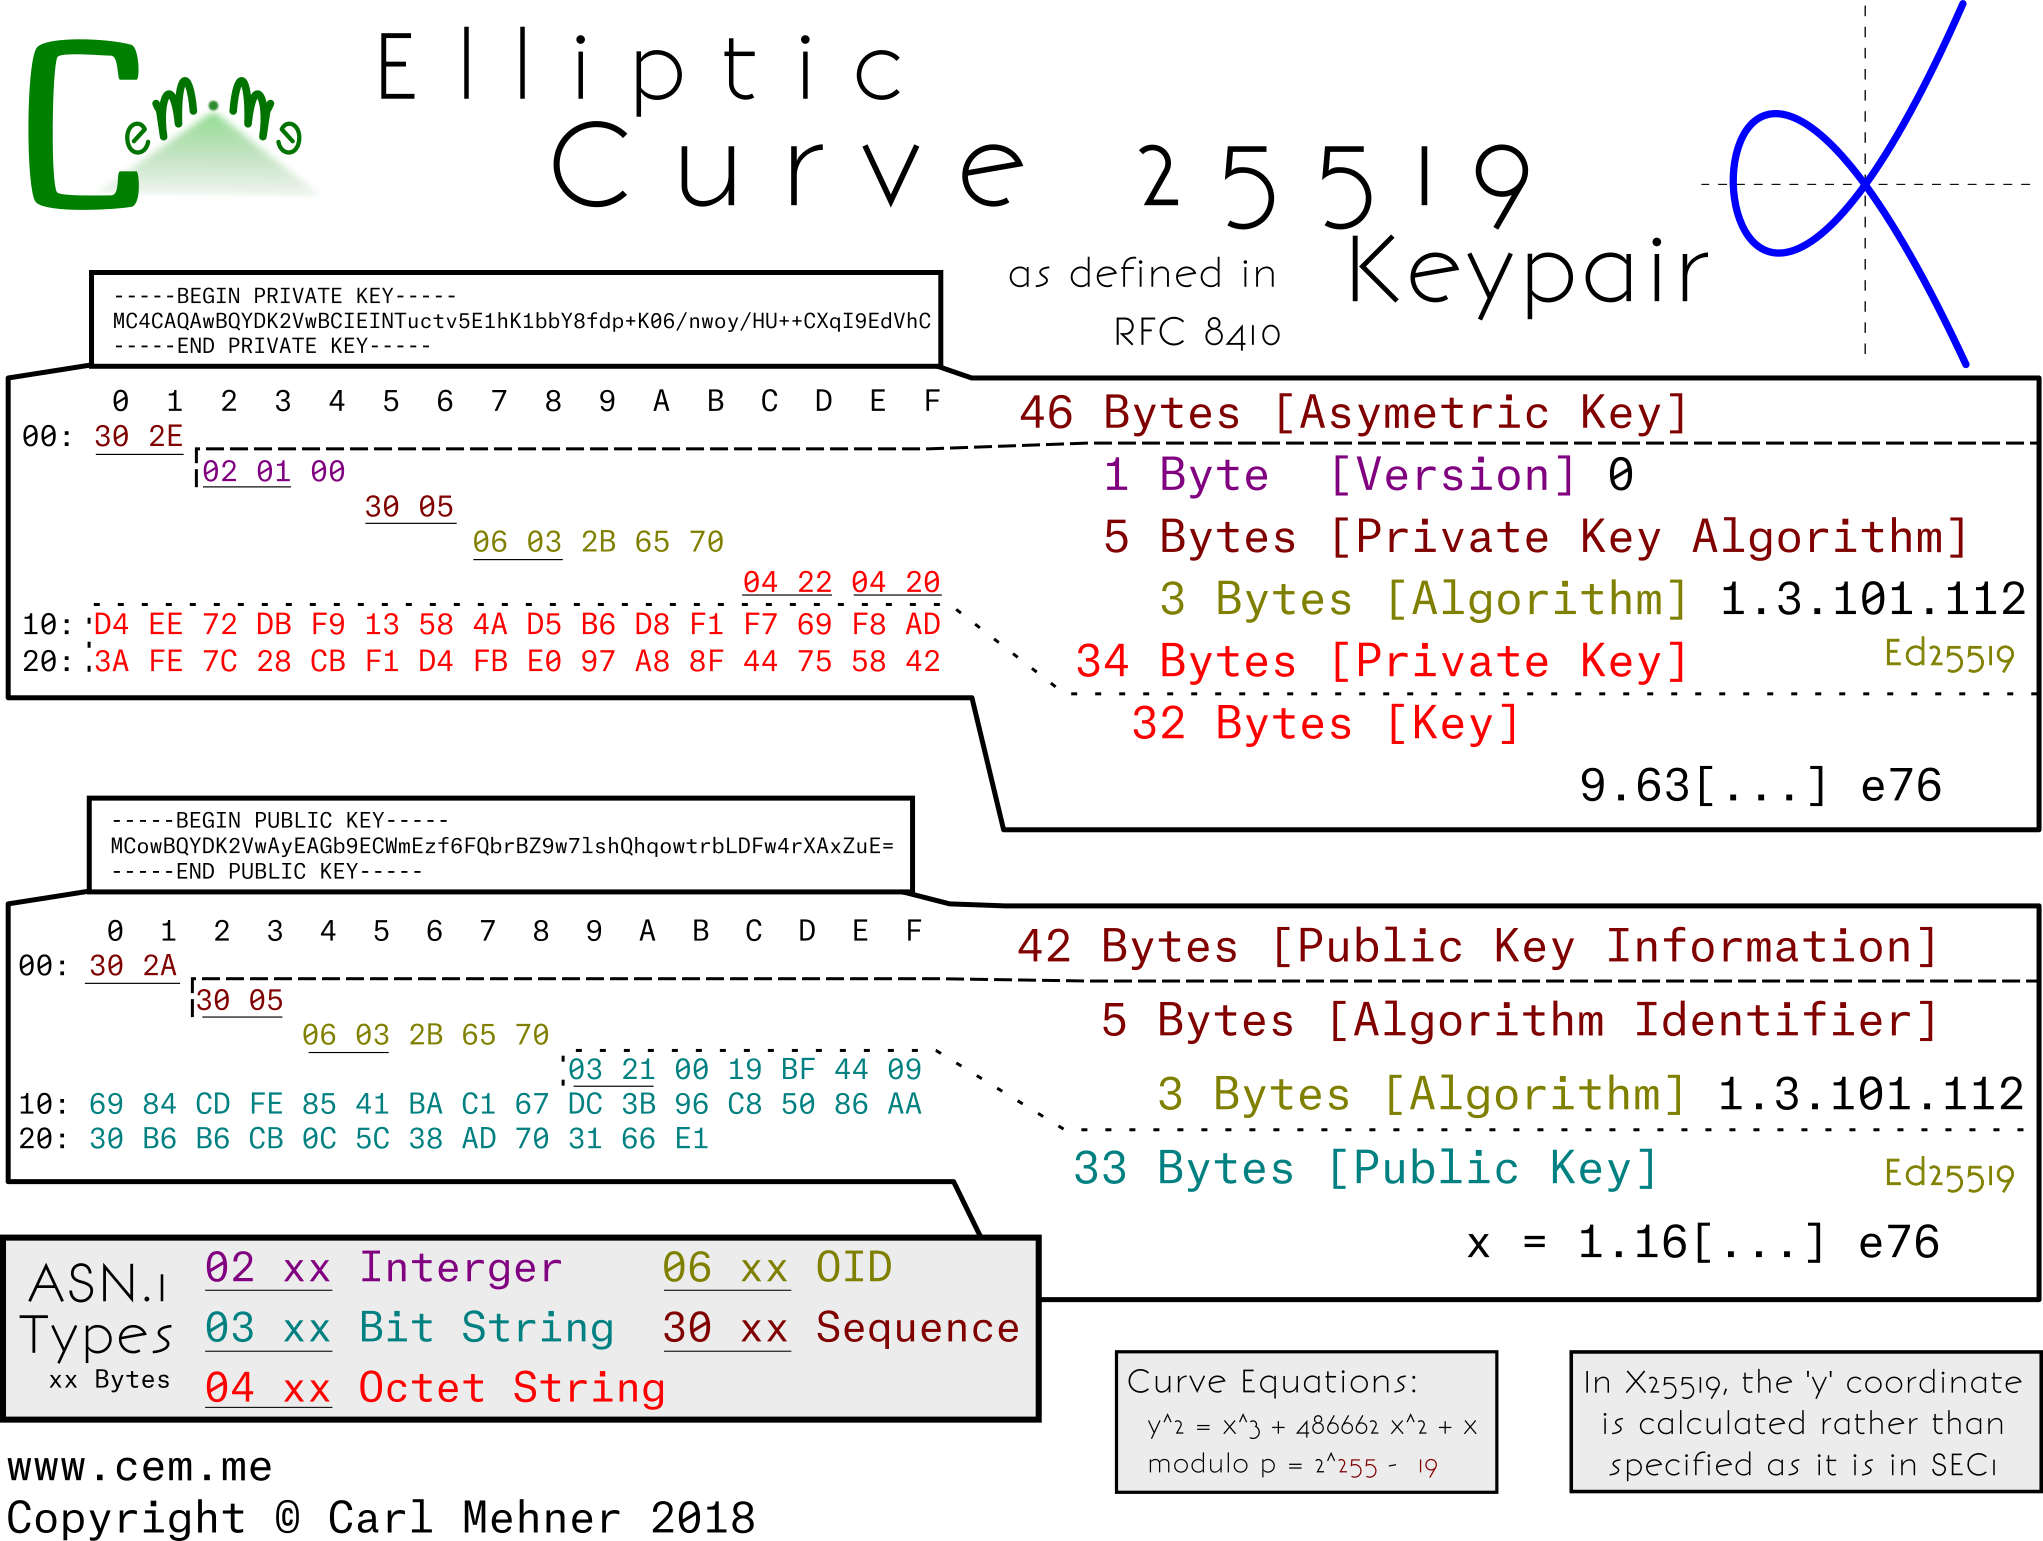 Cem.me
Elliptic
Curve 25519
Keypair
as defined in
RFC 8410
-----BEGIN PRIVATE KEY-----
MC4CAQAwBQYDK2VwBCIEINTuctv5E1hK1bbY8fdp+K06/nwoy/HU++CXqI9EdVhC
-----END PRIVATE KEY-----
0 1 2 3 4 5 6 7 8 9 A B C D E F
00: 30 2E
02 01 00
30 05
06 03 2B 65 70
04 22 04 20
10: D4 EE 72 DB F9 13 58 4A D5 B6 D8 F1 F7 69 F8 AD
20: 3A FE 7C 28 CB F1 D4 FB E0 97 A8 8F 44 75 58 42
46 Bytes [Asymetric Key]
1 Byte [Version] 0
5 Bytes [Private Key Algorithm]
3 Bytes [Algorithm] 1.3.101.112
Ed25519
34 Bytes [Private Key]
32 Bytes [Key]
9.63[...] e76
-----BEGIN PUBLIC KEY-----
MCowBQYDK2VwAyEAGb9ECWmEzf6FQbrBZ9w7lshQhqowtrbLDFw4rXAxZuE=
-----END PUBLIC KEY-----
0 1 2 3 4 5 6 7 8 9 A B C D E F
00: 30 2A
30 05
06 03 2B 65 70
03 21 00 19 BF 44 09
10: 69 84 CD FE 85 41 BA C1 67 DC 3B 96 C8 50 86 AA
20: 30 B6 B6 CB 0C 5C 38 AD 70 31 66 E1
42 Bytes [Public Key Information]
5 Bytes [Algorithm Identifier]
3 Bytes [Algorithm] 1.3.101.112
33 Bytes [Public Key]
Ed25519
x = 1.16[...] e76
ASN.1
Types
xx Bytes
02 xx Interger
03 xx Bit String
04 xx Octet String
06 xx OID
30 xx Sequence
Curve Equations:
y^2 = x^3 + 486662 x^2 + x
modulo p = 2^255 - 19
In X25519, the 'y' coordinate
is calculated rather than
specified as it is in SEC1
www.cem.me
Copyright © Carl Mehner 2018